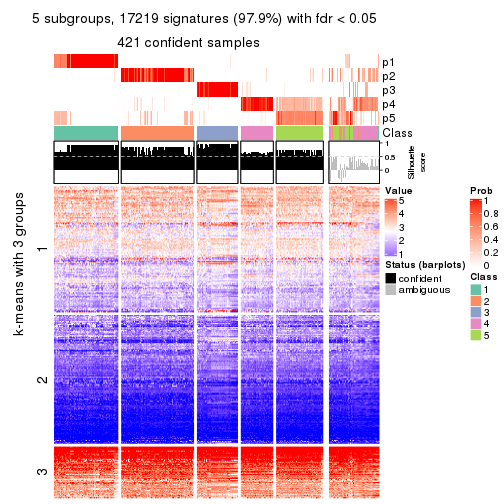 5 subgroups, 17219 signatures (97.9%) with fdr < 0.05
421 confident samples
p1
p2
p3
p4
p5
Class
1
0.5
0
Silhouette
score
k-means with 3 groups
1
2
3
Value
5
4
3
2
1
Status (barplots)
confident
ambiguous
Prob
1
0.8
0.6
0.4
0.2
0
Class
1
2
3
4
5